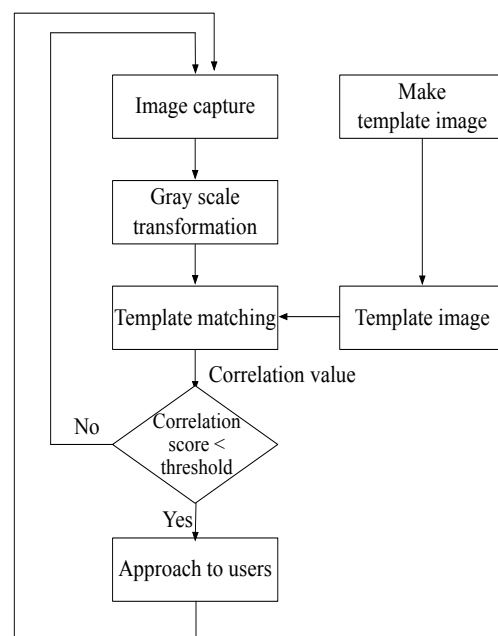 Image capture
Make
template image
Gray scale
transformation
Template matching
Template image
Correlation value
No
Correlation
score <
threshold
Yes
Approach to users